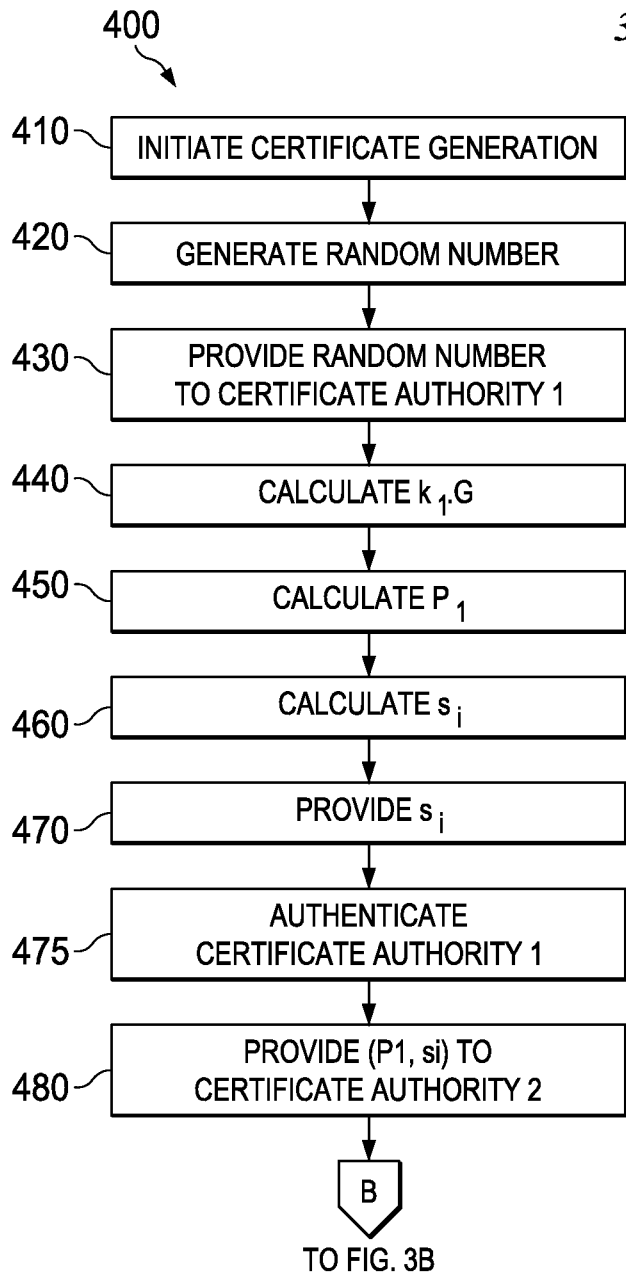 400
3
410
INITIATE CERTIFICATE GENERATION
420
GENERATE RANDOM NUMBER
430
PROVIDE RANDOM NUMBER
TO CERTIFICATE AUTHORITY 1
440
CALCULATE k 1.G
450
CALCULATE P 1
460
CALCULATE s i
470
PROVIDE s i
475
AUTHENTICATE
CERTIFICATE AUTHORITY 1
480
PROVIDE (P1, si) TO
CERTIFICATE AUTHORITY 2
B
TO FIG. 3B